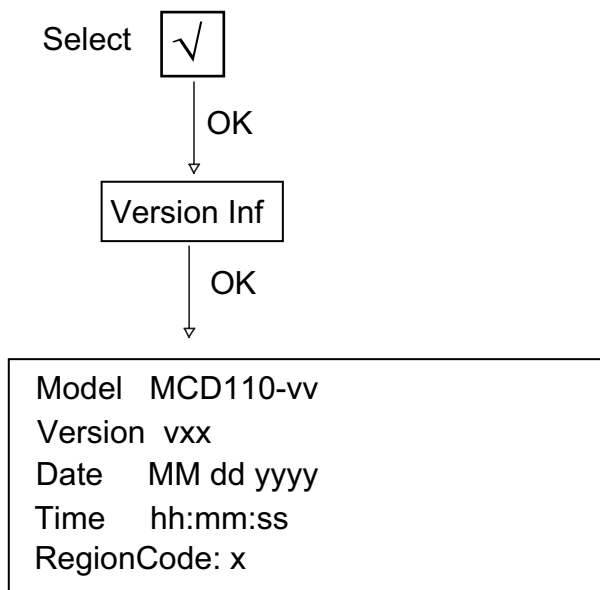 Select √
OK
Version Inf
OK
Model MCD110-vv
Version vxx
Date MM dd yyyy
Time hh:mm:ss
RegionCode: x